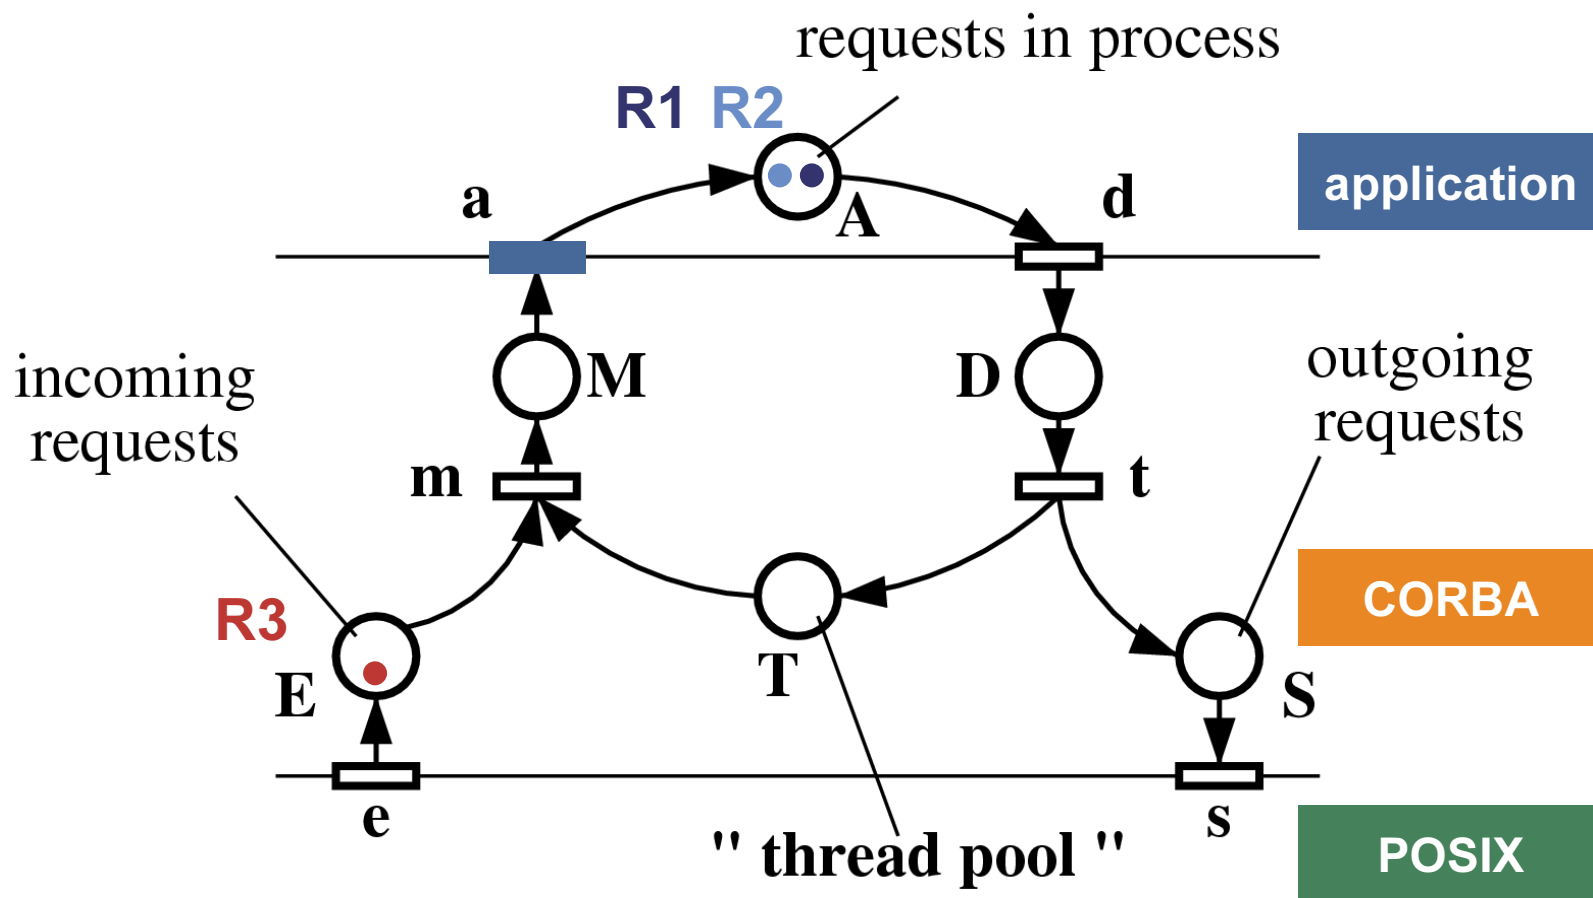 requests in process
R1 R2
application
a
A
d
incoming
requests
M
D
outgoing
requests
m
t
R3
CORBA
E
T
S
e
s
" thread pool "
POSIX